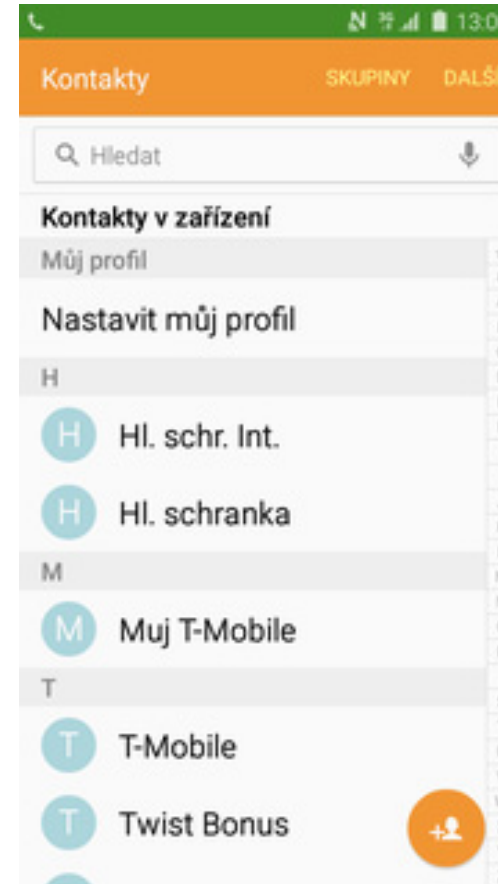 13:0
Kontakty SKUPINY DALŠÍ
Hledat
Kontakty v zařízení
Můj profil
Nastavit můj profil
H
H Hl. schr. Int.
H Hl. schranka
M
M Muj T-Mobile
T
T T-Mobile
T Twist Bonus